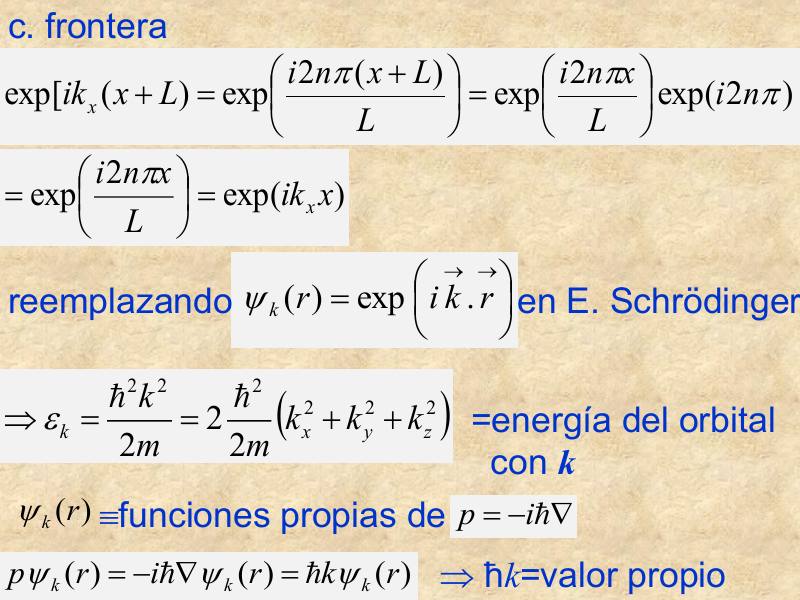 c. frontera
exp[ik_x(x + L) = exp(i2nπ(x + L)/L) = exp(i2nπx/L) exp(i2nπ)
= exp(i2nπx/L) = exp(ik_x x)
reemplazando ψ_k(r) = exp (i k⃗ . r⃗) en E. Schrödinger
⇒ ε_k = ħ²k²/2m = 2 ħ²/2m (k_x² + k_y² + k_z²) =energía del orbital
con k
ψ_k(r) ≡funciones propias de p = −iħ∇
pψ_k(r) = −iħ∇ψ_k(r) = ħkψ_k(r) ⇒ ħk=valor propio